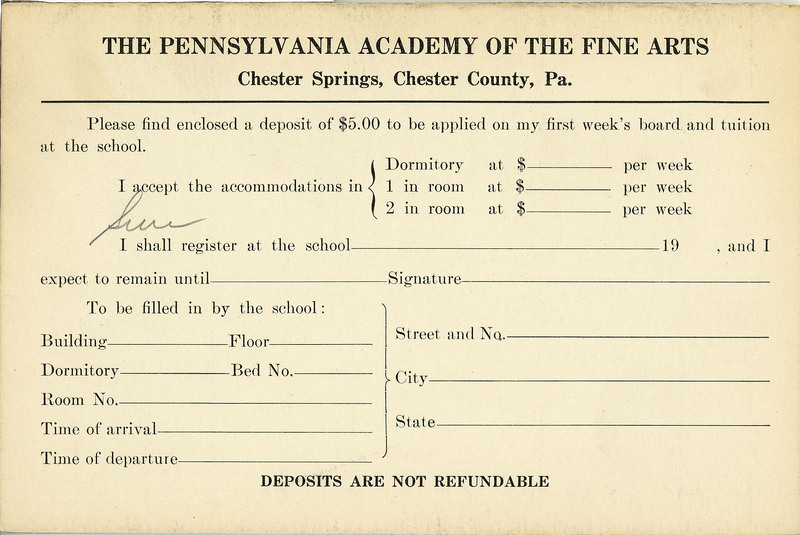 THE PENNSYLVANIA ACADEMY OF THE FINE ARTS
Chester Springs, Chester County, Pa.
Please find enclosed a deposit of $5.00 to be applied on my first week's board and tuition
at the school.
I accept the accommodations in
Dormitory at $ per week
1 in room at $ per week
2 in room at $ per week
I shall register at the school 19 , and I
expect to remain until Signature
To be filled in by the school:
Building Floor
Dormitory Bed No.
Room No.
Time of arrival
Time of departure
Street and No.
City
State
DEPOSITS ARE NOT REFUNDABLE